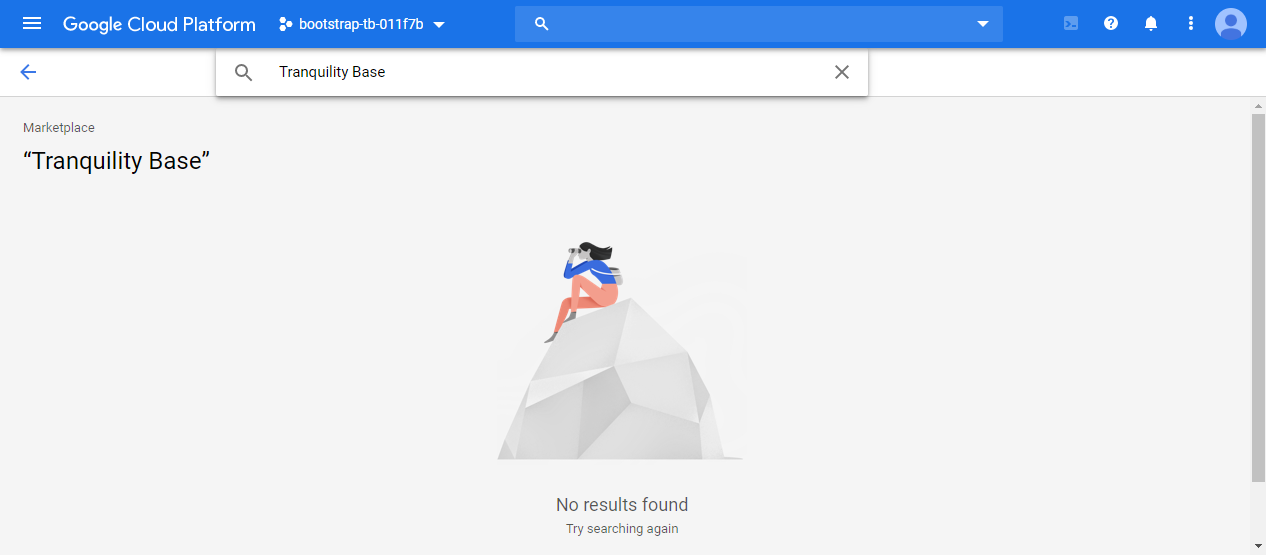 Google Cloud Platform
bootstrap-tb-011f7b
Tranquility Base
Marketplace
“Tranquility Base”
No results found
Try searching again